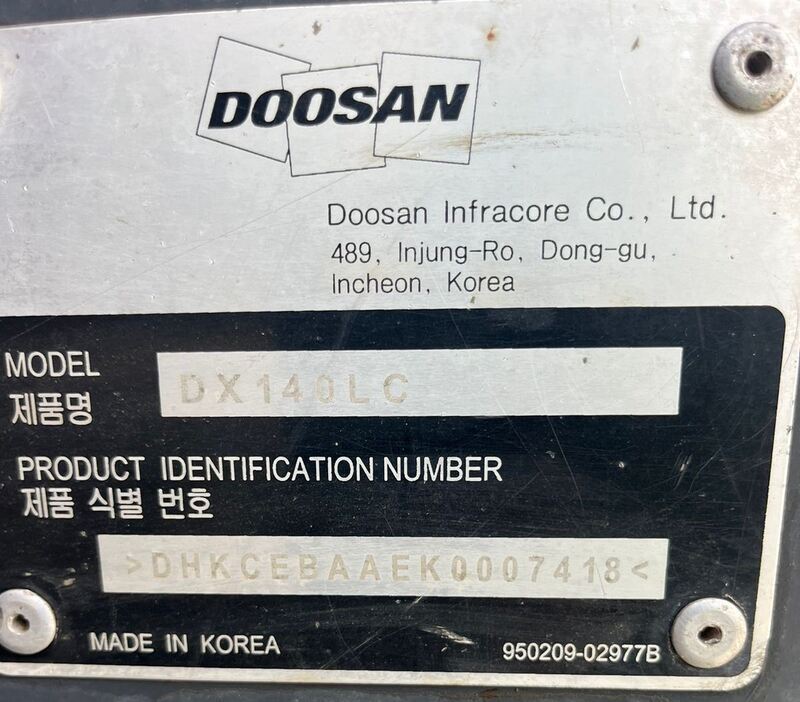 DOOSAN
Doosan Infracore Co., Ltd.
489, Injung-Ro, Dong-gu,
Incheon, Korea
MODEL
제품명
DX140LC
PRODUCT IDENTIFICATION NUMBER
제품 식별 번호
>DHKCEBAAEK0007418<
MADE IN KOREA
950209-02977B